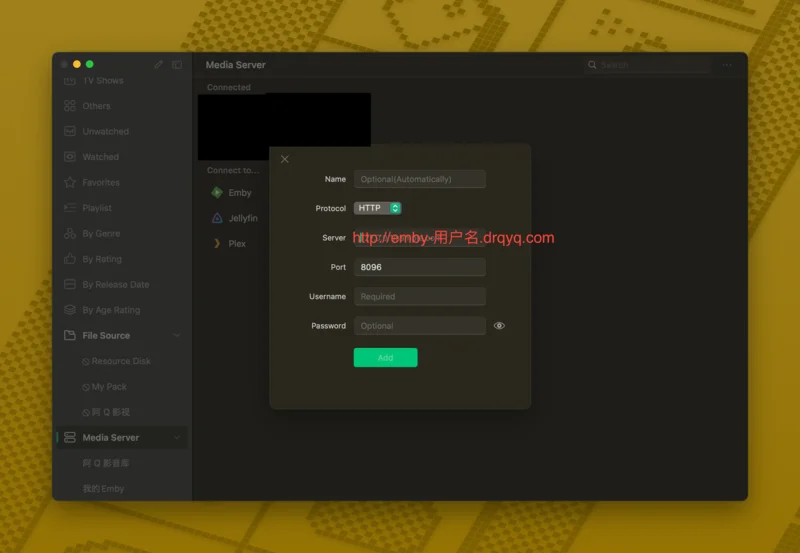 Media Server
Search
TV Shows
Others
Unwatched
Watched
Favorites
Playlist
By Genre
By Rating
By Release Date
By Age Rating
File Source
Resource Disk
My Pack
阿 Q 影视
Media Server
阿 Q 影音库
我的 Emby
Connected
Connect to...
Emby
Jellyfin
Plex
Name
Optional(Automatically)
Protocol
HTTP
Server
http://emby-用户名.drqyq.com
Port
8096
Username
Required
Password
Optional
Add